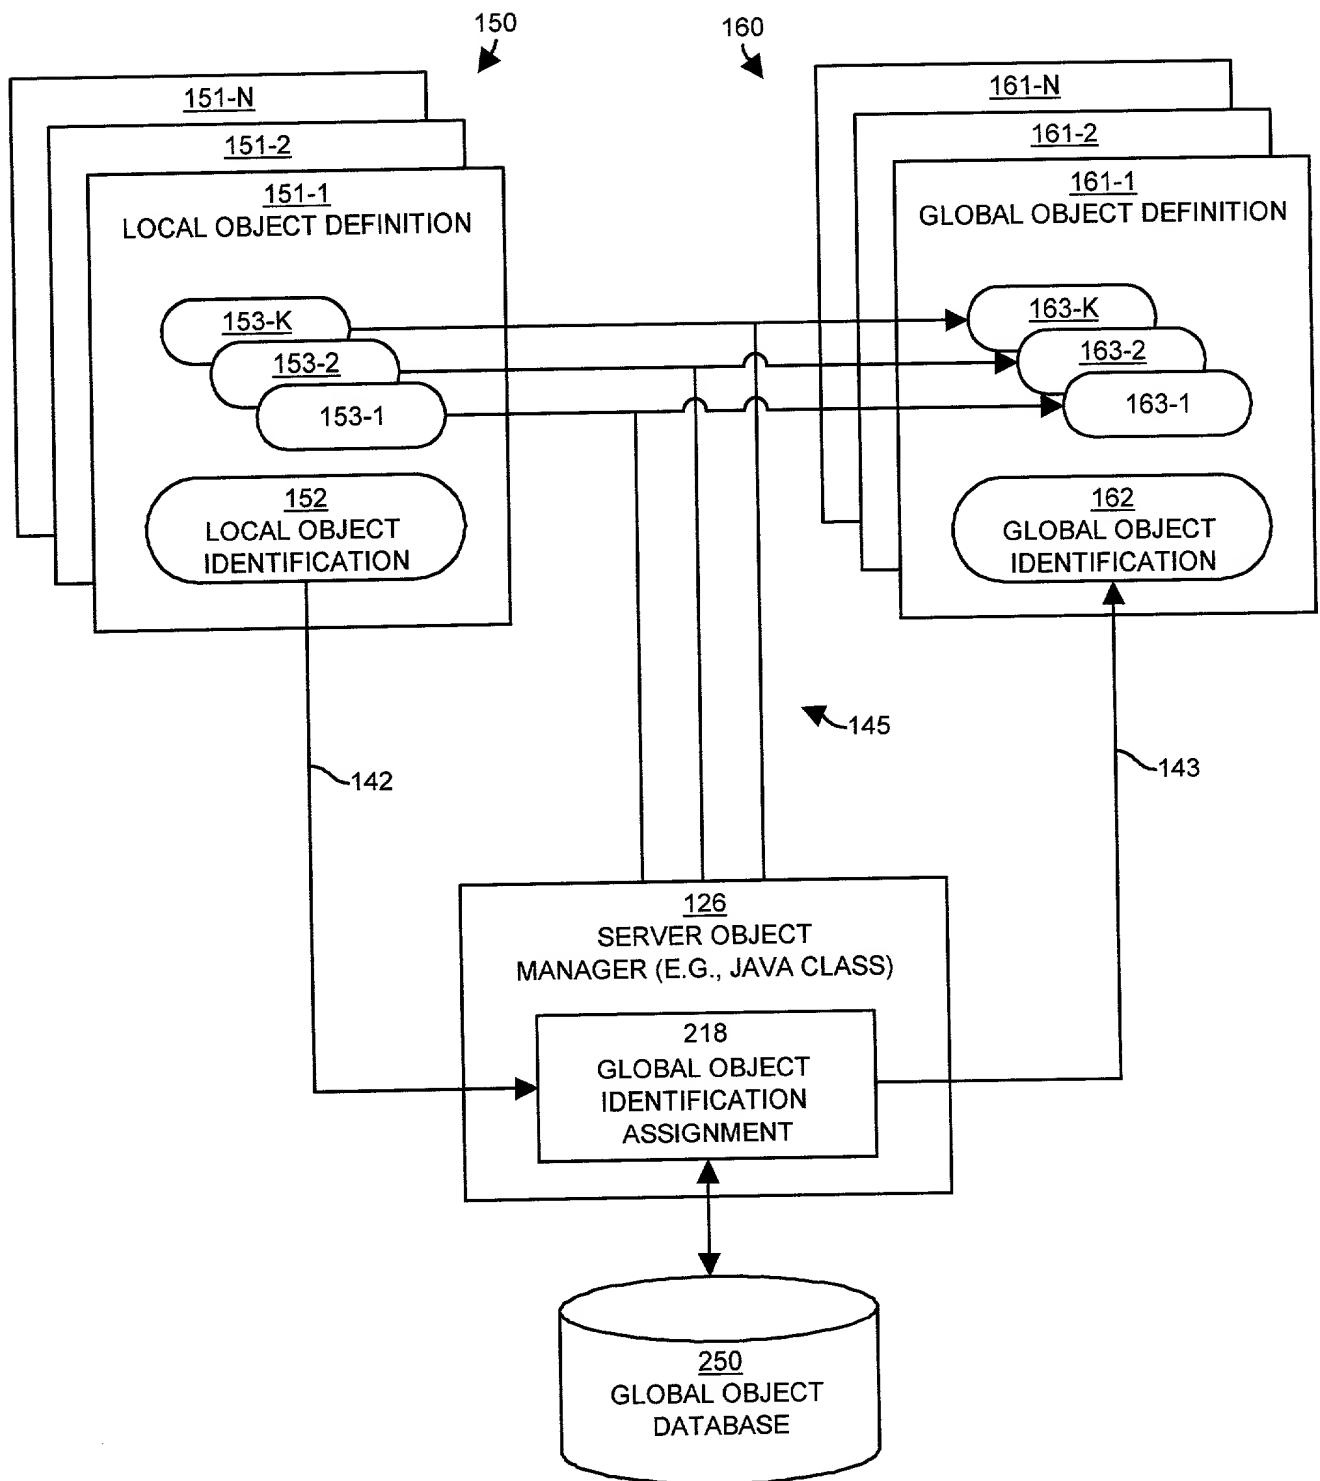 150
160
151-N
151-2
151-1
LOCAL OBJECT DEFINITION
153-K
153-2
153-1
152
LOCAL OBJECT
IDENTIFICATION
161-N
161-2
161-1
GLOBAL OBJECT DEFINITION
163-K
163-2
163-1
162
GLOBAL OBJECT
IDENTIFICATION
142
145
143
126
SERVER OBJECT
MANAGER (E.G., JAVA CLASS)
218
GLOBAL OBJECT
IDENTIFICATION
ASSIGNMENT
250
GLOBAL OBJECT
DATABASE